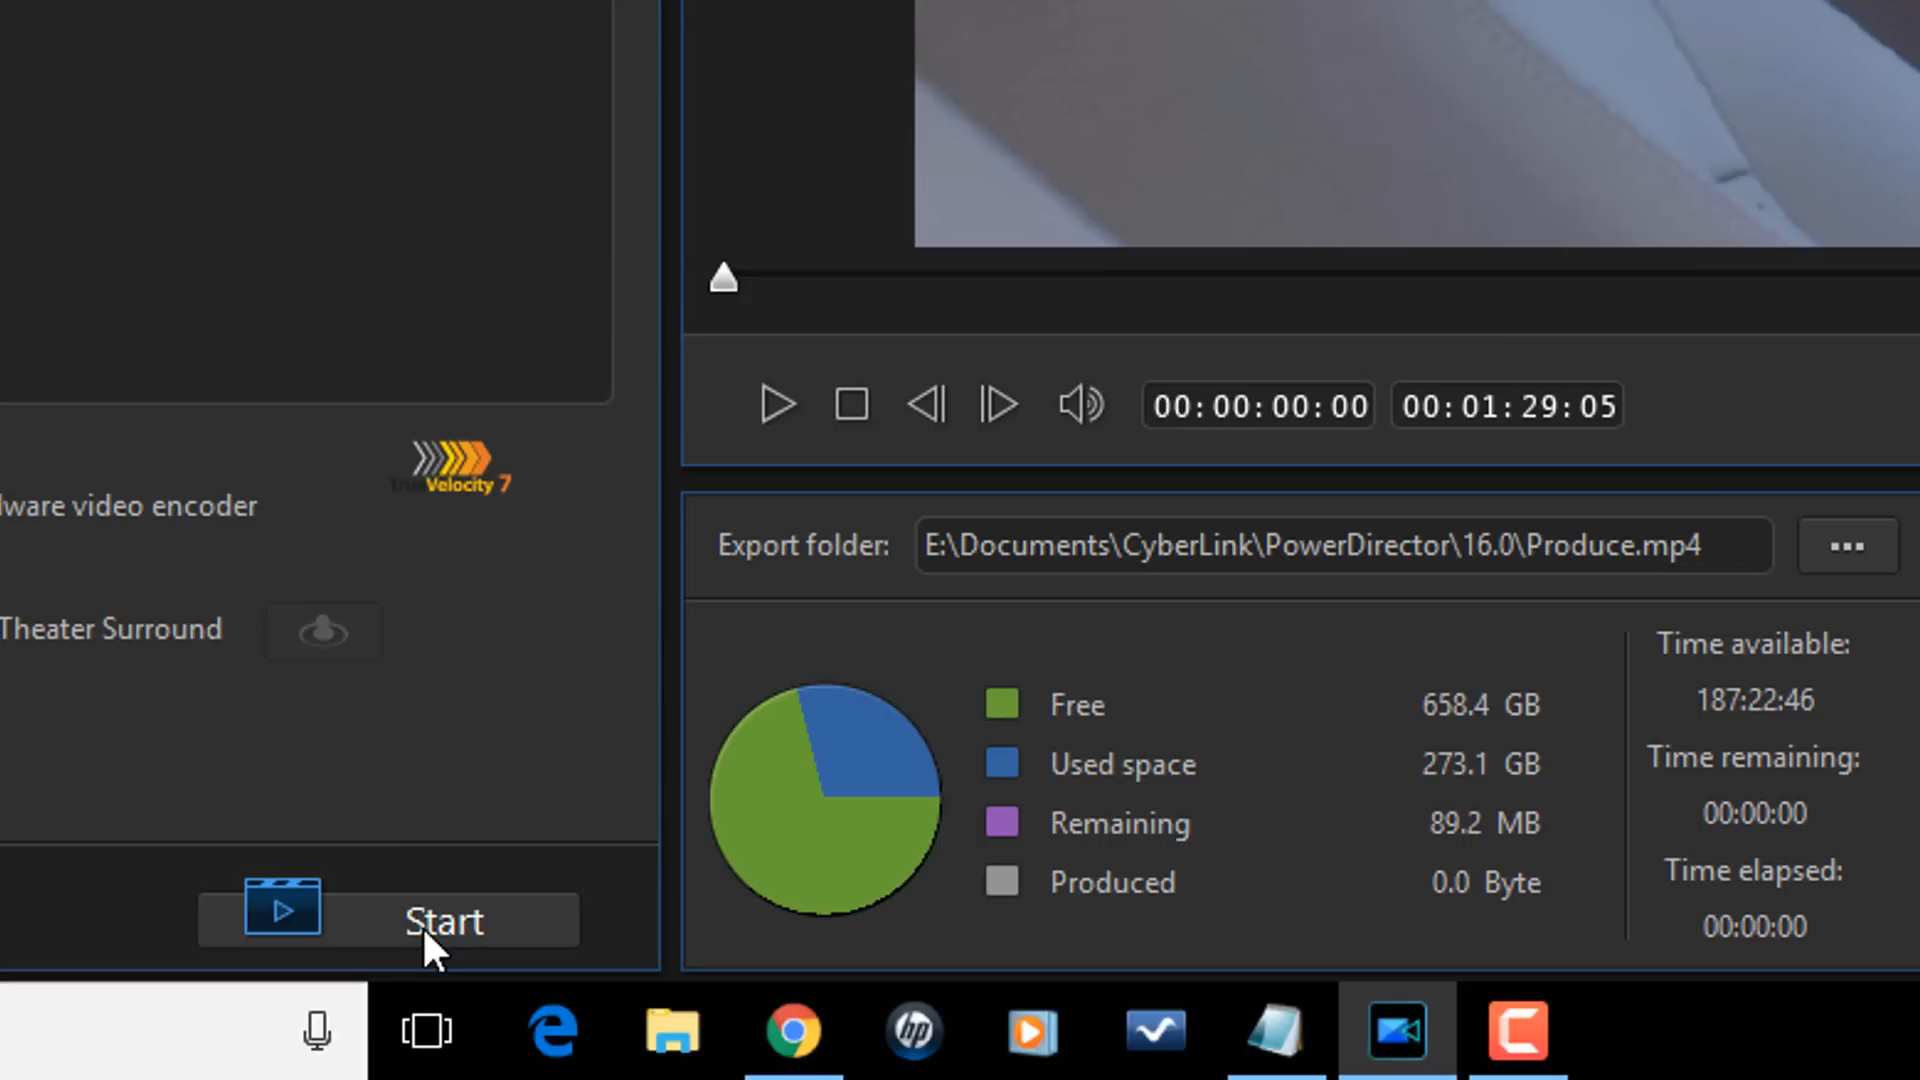 00:00:00:00 00:01:29:05
TrueVelocity 7
lware video encoder
Export folder: E:\Documents\CyberLink\PowerDirector\16.0\Produce.mp4 ...
Theater Surround
Free 658.4 GB
Used space 273.1 GB
Remaining 89.2 MB
Produced 0.0 Byte
Time available:
187:22:46
Time remaining:
00:00:00
Time elapsed:
00:00:00
Start
hp